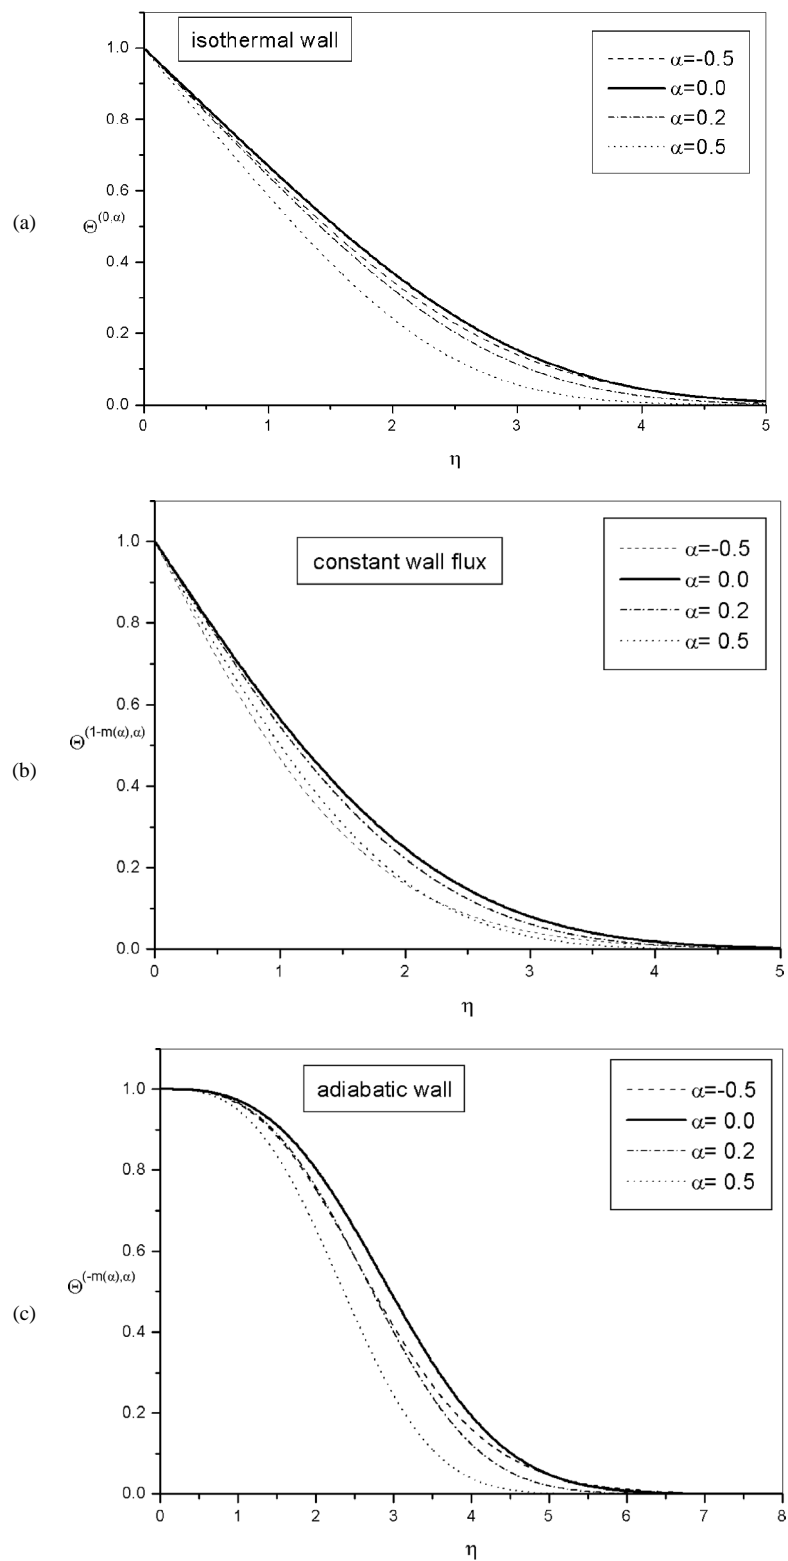 isothermal wall
α=-0.5
α=0.0
α=0.2
α=0.5
(a)
Θ(0,α)
1.0
0.8
0.6
0.4
0.2
0.0
0 1 2 3 4 5
η
constant wall flux
α=-0.5
α= 0.0
α= 0.2
α= 0.5
(b)
Θ(1-m(α),α)
1.0
0.8
0.6
0.4
0.2
0.0
0 1 2 3 4 5
η
adiabatic wall
α=-0.5
α= 0.0
α= 0.2
α= 0.5
(c)
Θ(-m(α),α)
1.0
0.8
0.6
0.4
0.2
0.0
0 1 2 3 4 5 6 7 8
η